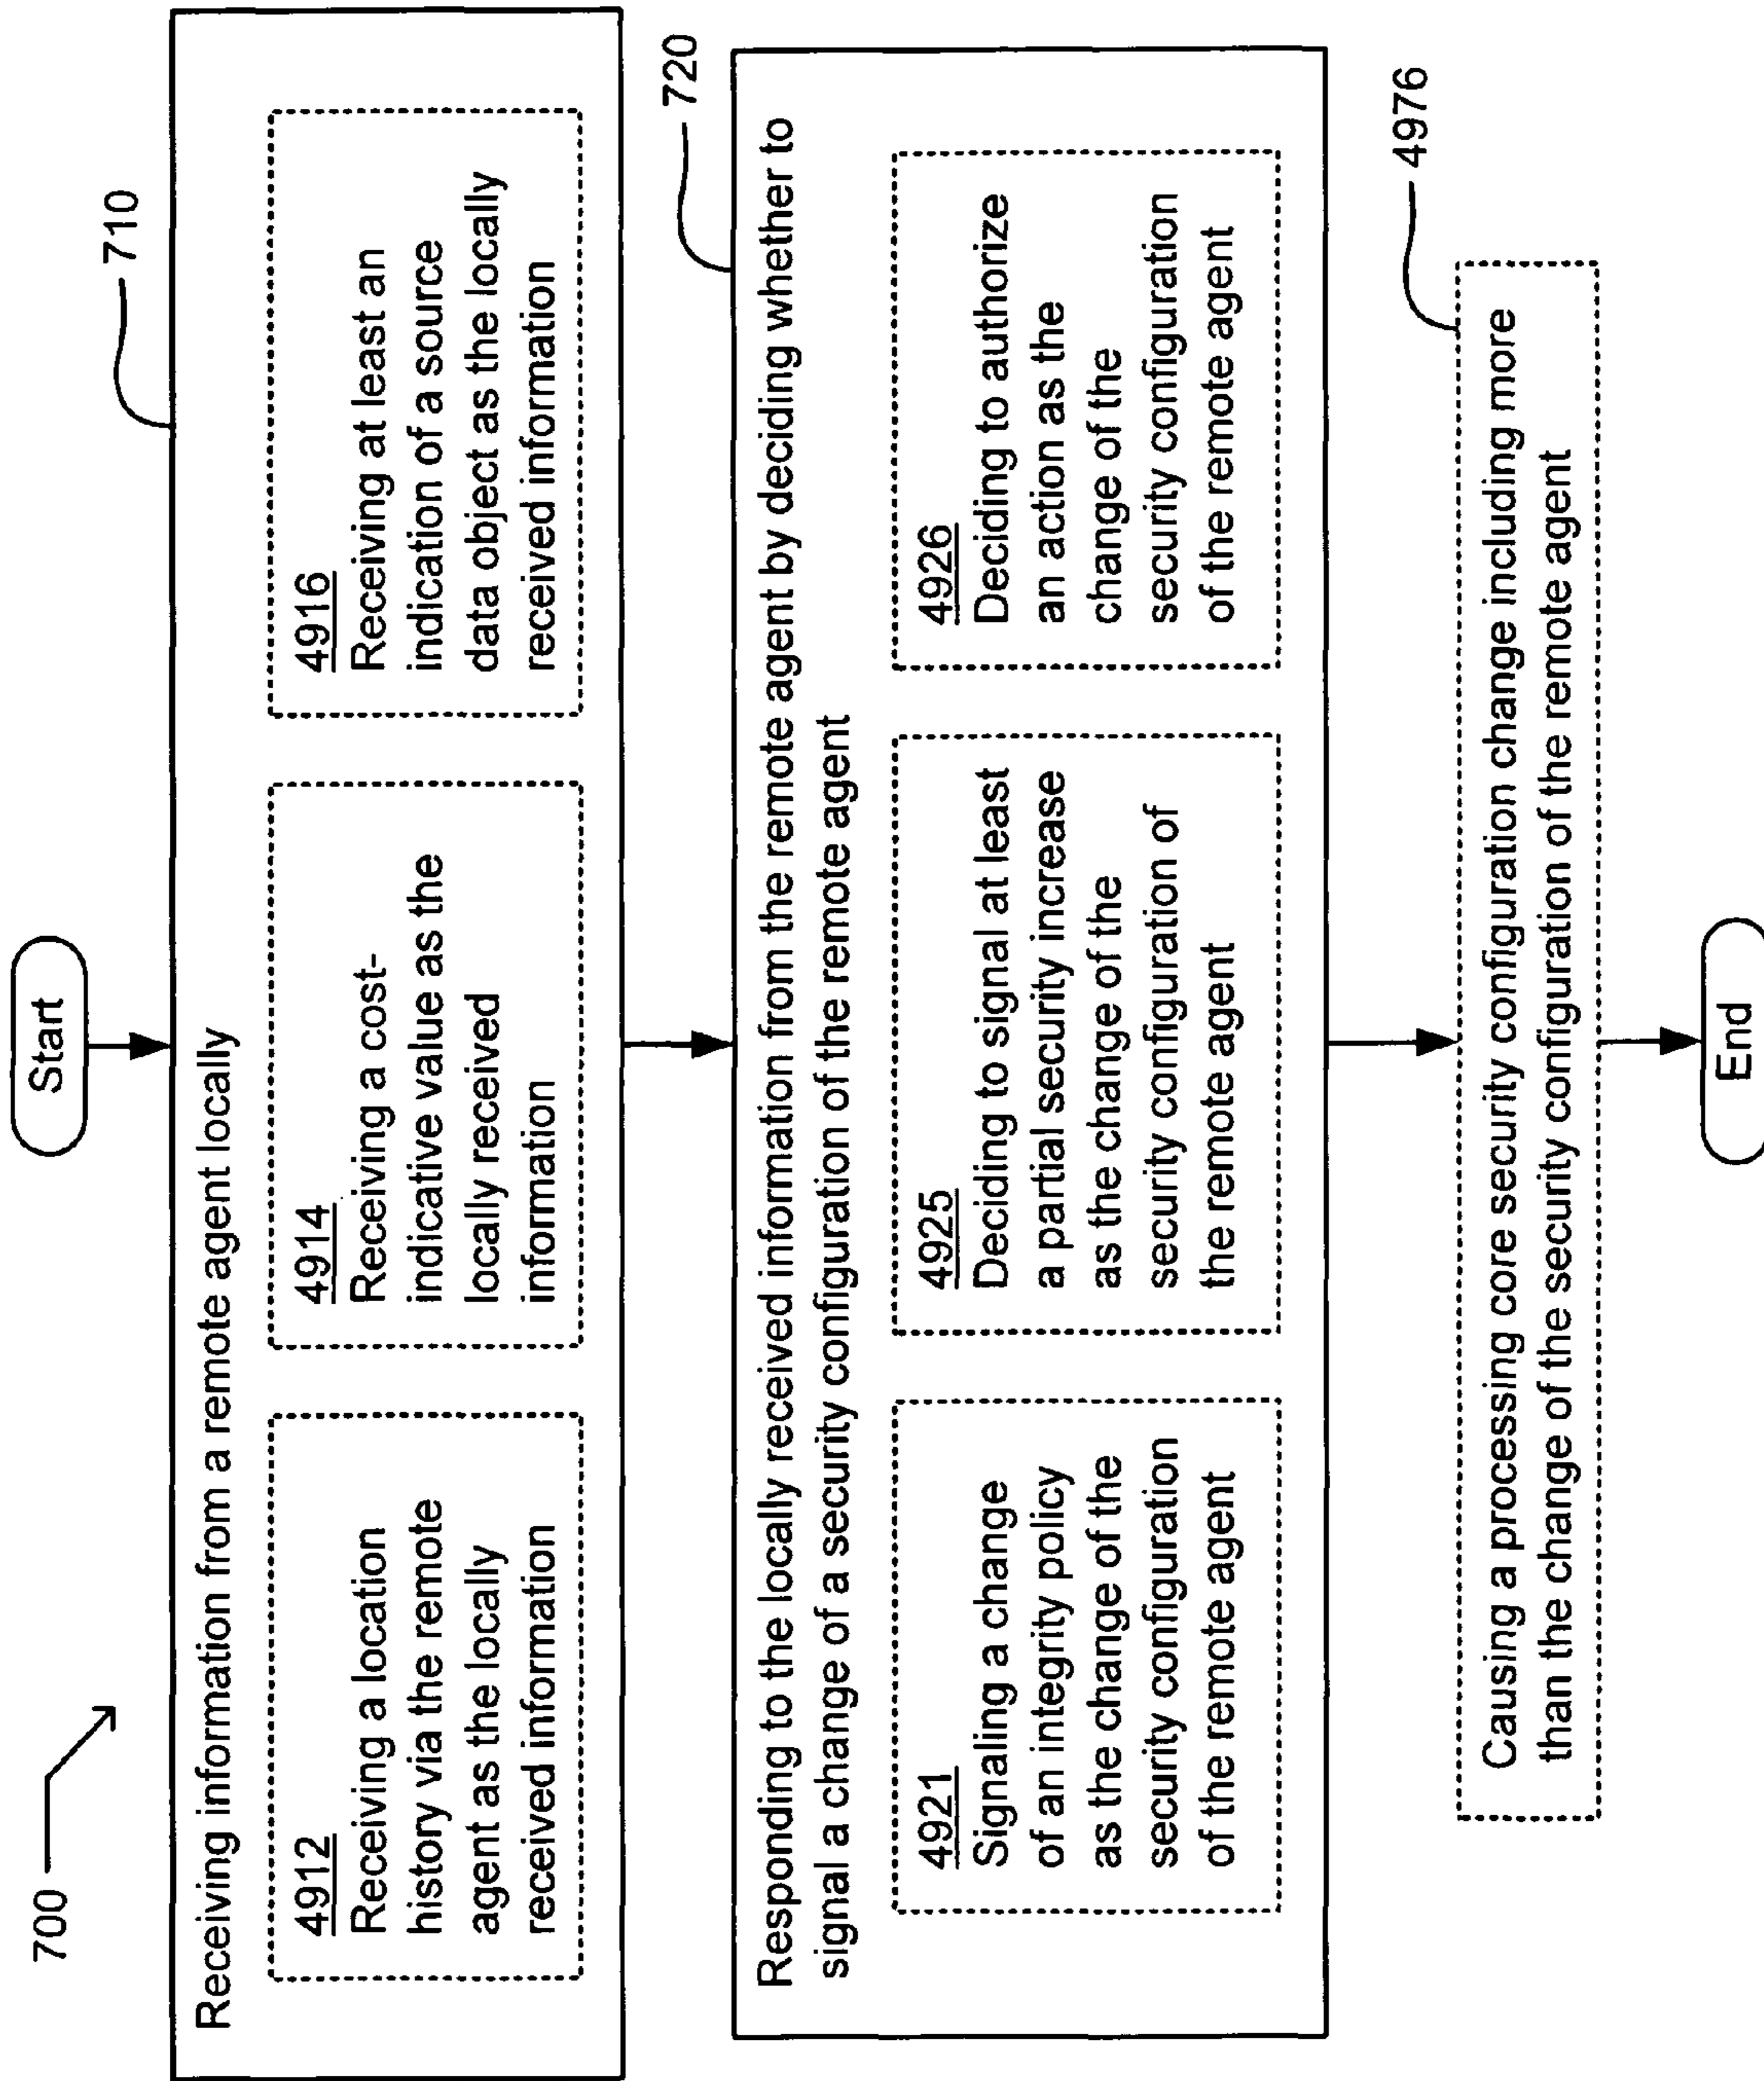 700
Start
710
Receiving information from a remote agent locally
4912
Receiving a location
history via the remote
agent as the locally
received information
4914
Receiving a cost-
indicative value as the
locally received
information
4916
Receiving at least an
indication of a source
data object as the locally
received information
720
Responding to the locally received information from the remote agent by deciding whether to
signal a change of a security configuration of the remote agent
4921
Signaling a change
of an integrity policy
as the change of the
security configuration
of the remote agent
4925
Deciding to signal at least
a partial security increase
as the change of the
security configuration of
the remote agent
4926
Deciding to authorize
an action as the
change of the
security configuration
of the remote agent
4976
Causing a processing core security configuration change including more
than the change of the security configuration of the remote agent
End